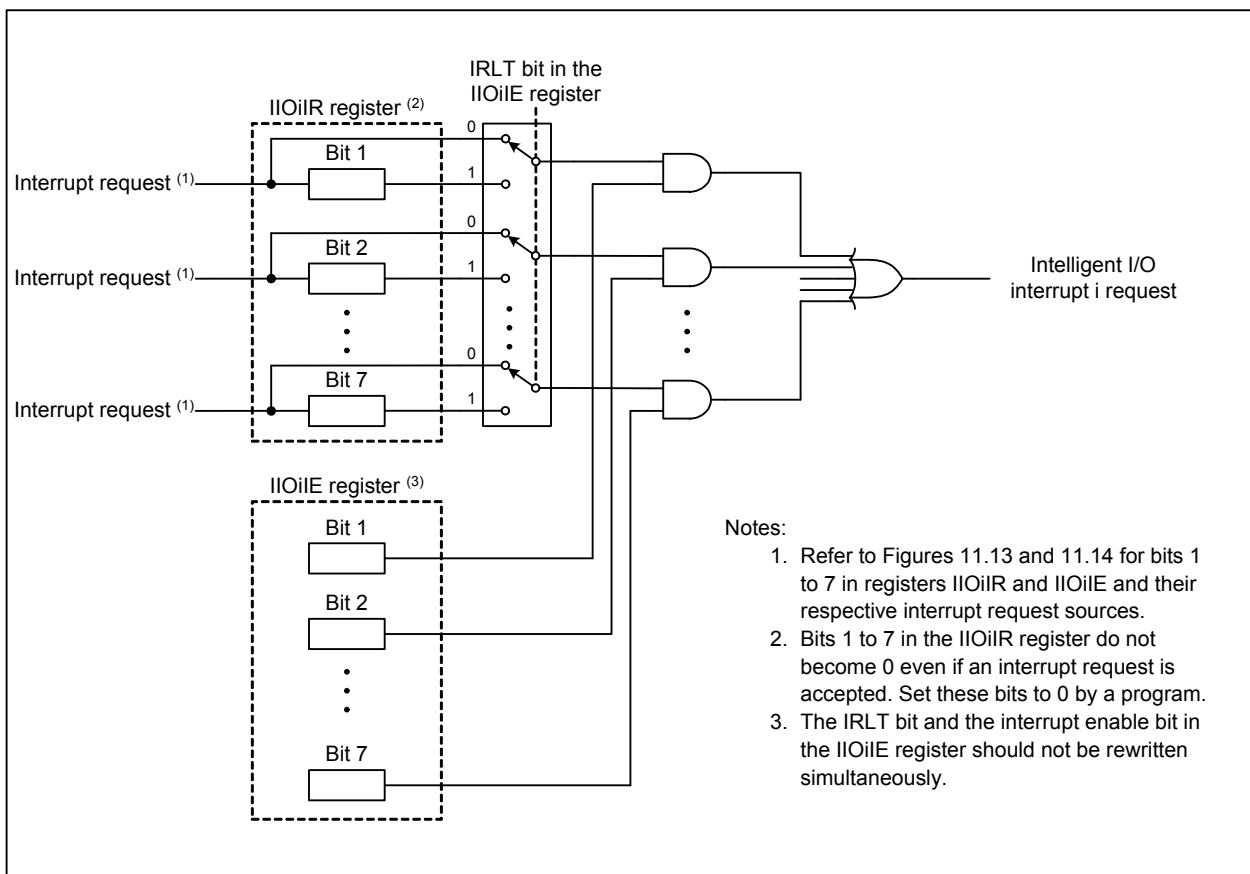 IRLT bit in the
IIOiIE register
IIOiIR register (2)
0
Bit 1
Interrupt request (1)
1
0
Bit 2
Interrupt request (1)
1
0
Bit 7
Interrupt request (1)
1
Intelligent I/O
interrupt i request
IIOiIE register (3)
Bit 1
Bit 2
Bit 7
Notes:
1. Refer to Figures 11.13 and 11.14 for bits 1
to 7 in registers IIOiIR and IIOiIE and their
respective interrupt request sources.
2. Bits 1 to 7 in the IIOiIR register do not
become 0 even if an interrupt request is
accepted. Set these bits to 0 by a program.
3. The IRLT bit and the interrupt enable bit in
the IIOiIE register should not be rewritten
simultaneously.